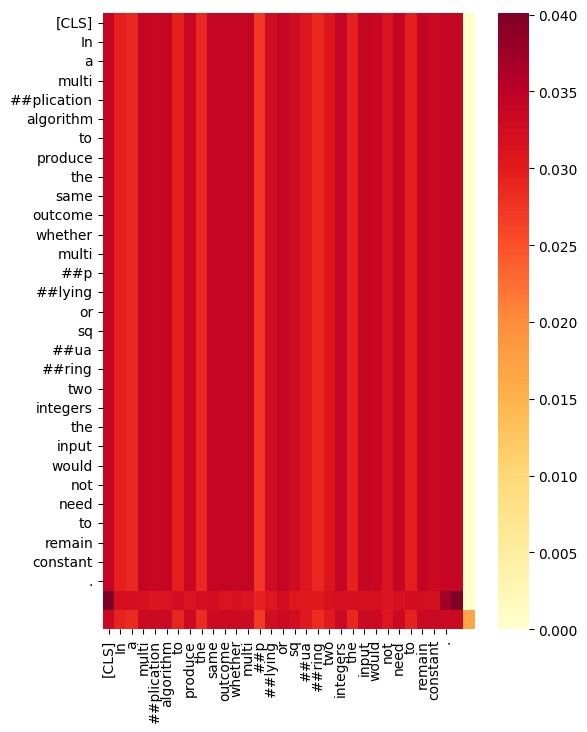 [CLS]
In
a
multi
##plication
algorithm
to
produce
the
same
outcome
whether
multi
##p
##lying
or
sq
##ua
##ring
two
integers
the
input
would
not
need
to
remain
constant
.
[CLS]
In
a
multi
##plication
algorithm
to
produce
the
same
outcome
whether
multi
##p
##lying
or
sq
##ua
##ring
two
integers
the
input
would
not
need
to
remain
constant
.
0.040
0.035
0.030
0.025
0.020
0.015
0.010
0.005
0.000